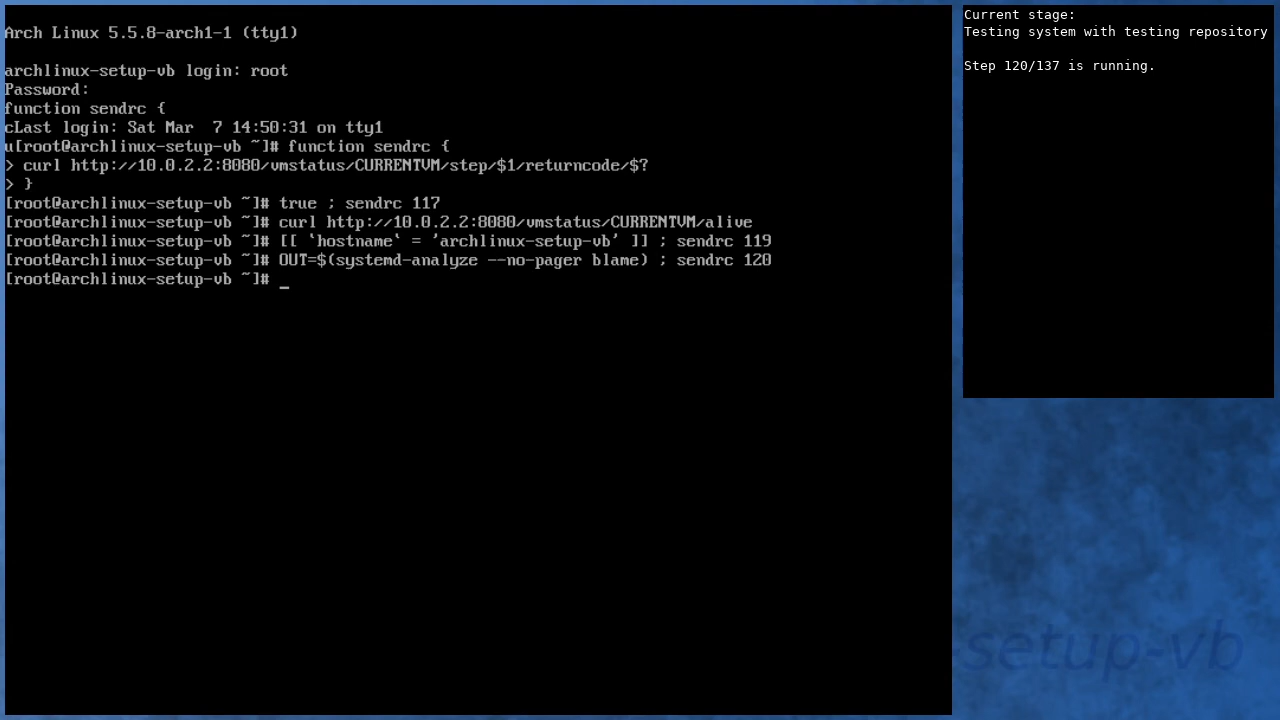 Arch Linux 5.5.8-arch1-1 (tty1)
archlinux-setup-vb login: root
Password:
function sendrc {
cLast login: Sat Mar  7 14:50:31 on tty1
u[root@archlinux-setup-vb ~]# function sendrc {
> curl http://10.0.2.2:8080/vmstatus/CURRENTVM/step/$1/returncode/$?
> }
[root@archlinux-setup-vb ~]# true ; sendrc 117
[root@archlinux-setup-vb ~]# curl http://10.0.2.2:8080/vmstatus/CURRENTVM/alive
[root@archlinux-setup-vb ~]# [[ `hostname` = 'archlinux-setup-vb' ]] ; sendrc 119
[root@archlinux-setup-vb ~]# OUT=$(systemd-analyze --no-pager blame) ; sendrc 120
[root@archlinux-setup-vb ~]# _
Current stage:
Testing system with testing repository
Step 120/137 is running.
-setup-vb